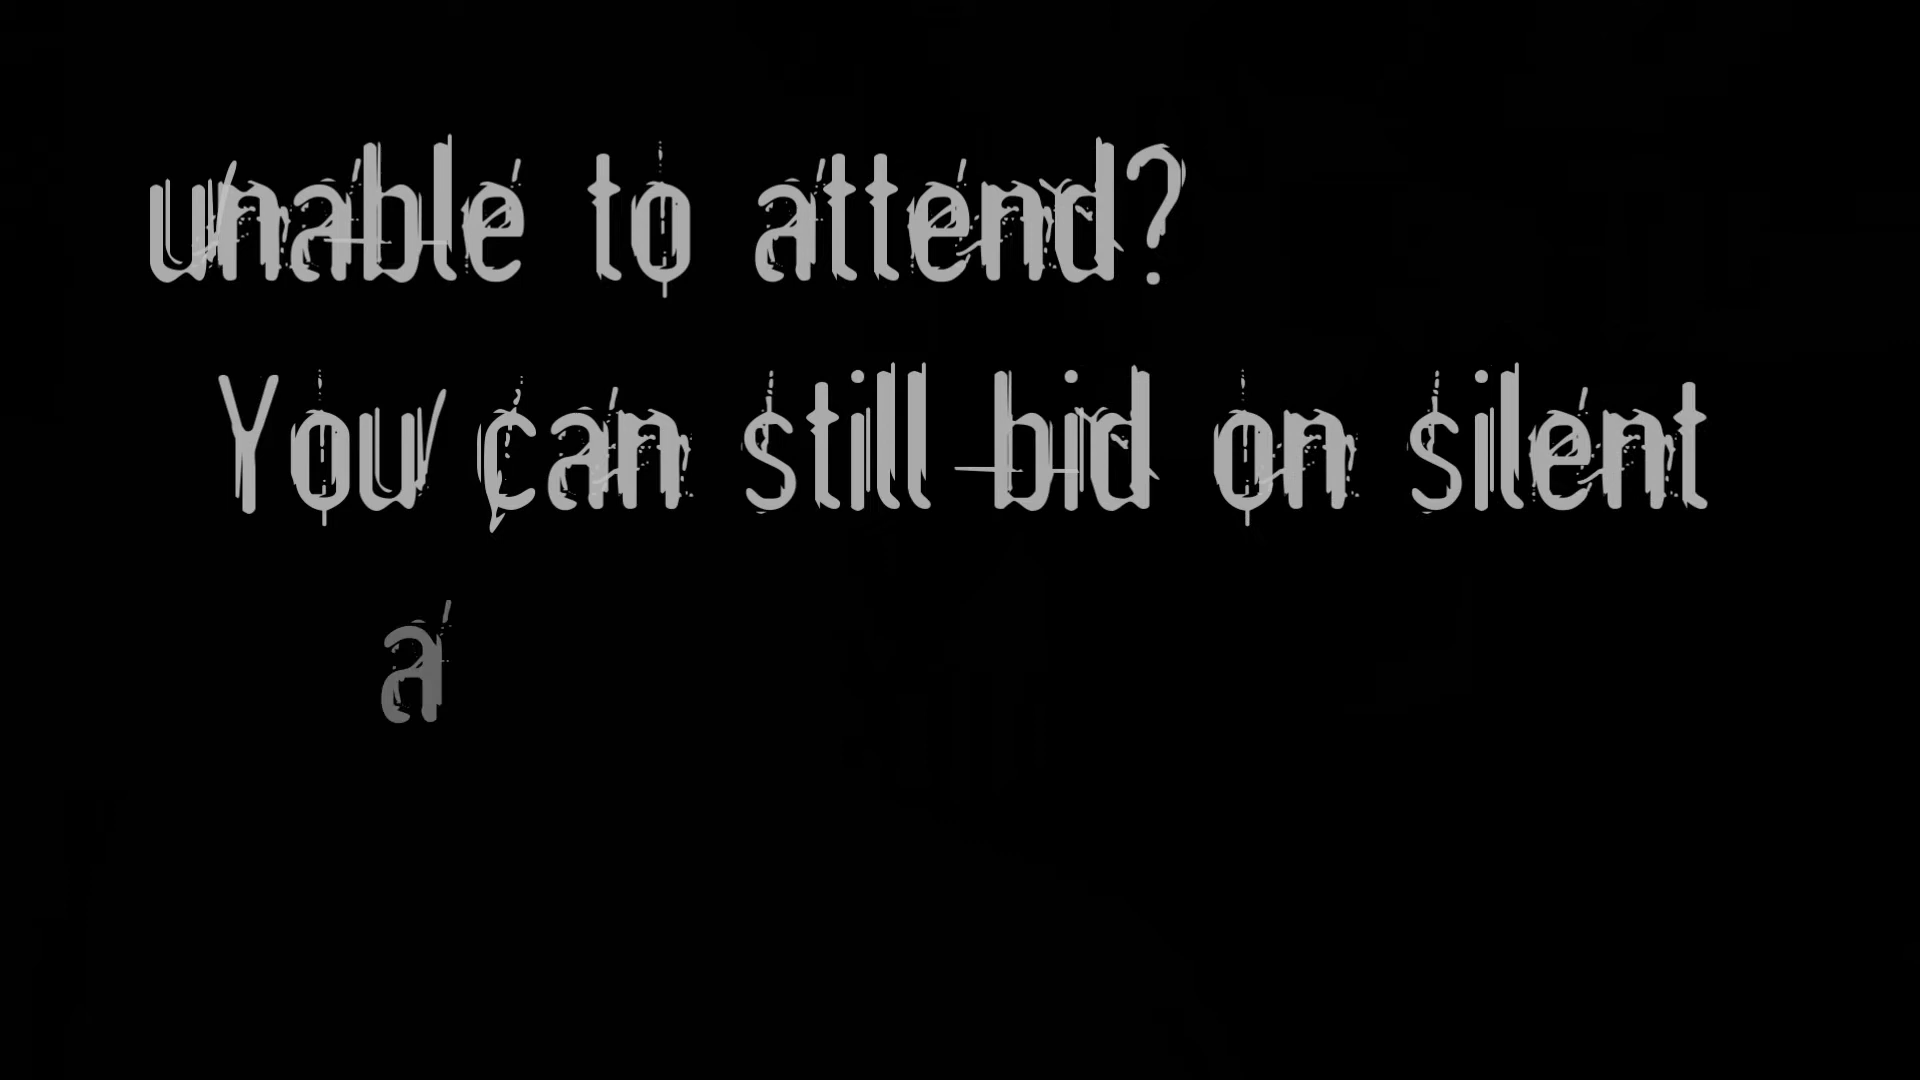 unable to attend?
You can still bid on silent
a